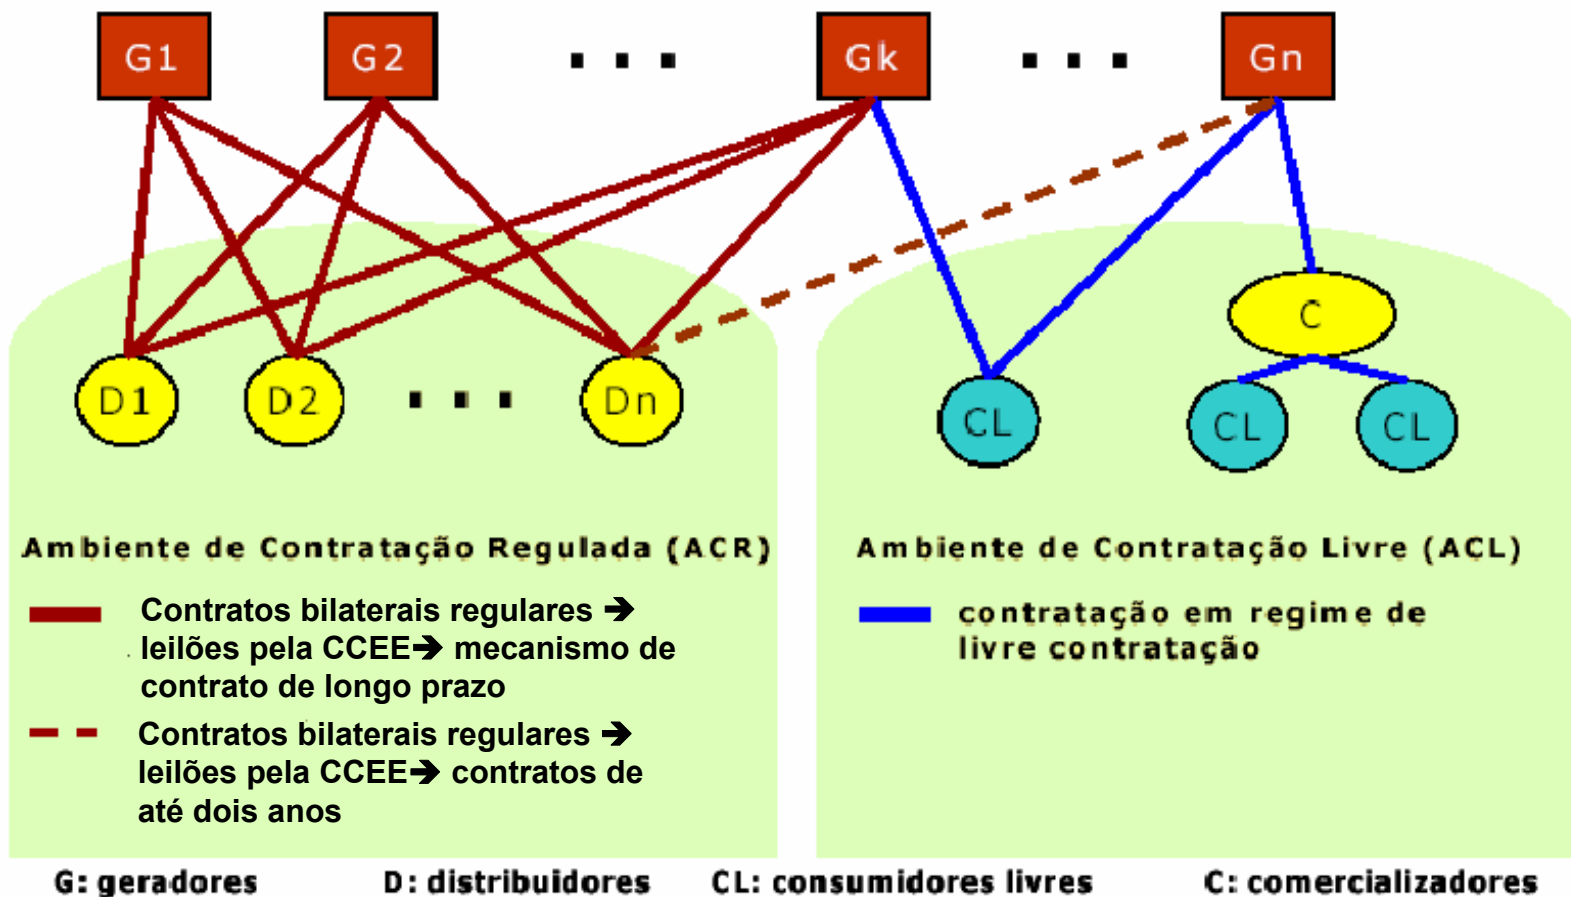 G1 G2 ... Gk ... Gn
C
D1 D2 ... Dn CL CL CL
Ambiente de Contratação Regulada (ACR)
Contratos bilaterais regulares ➔
leilões pela CCEE➔ mecanismo de
contrato de longo prazo
Contratos bilaterais regulares ➔
leilões pela CCEE➔ contratos de
até dois anos
Ambiente de Contratação Livre (ACL)
contratação em regime de
livre contratação
G: geradores D: distribuidores CL: consumidores livres C: comercializadores